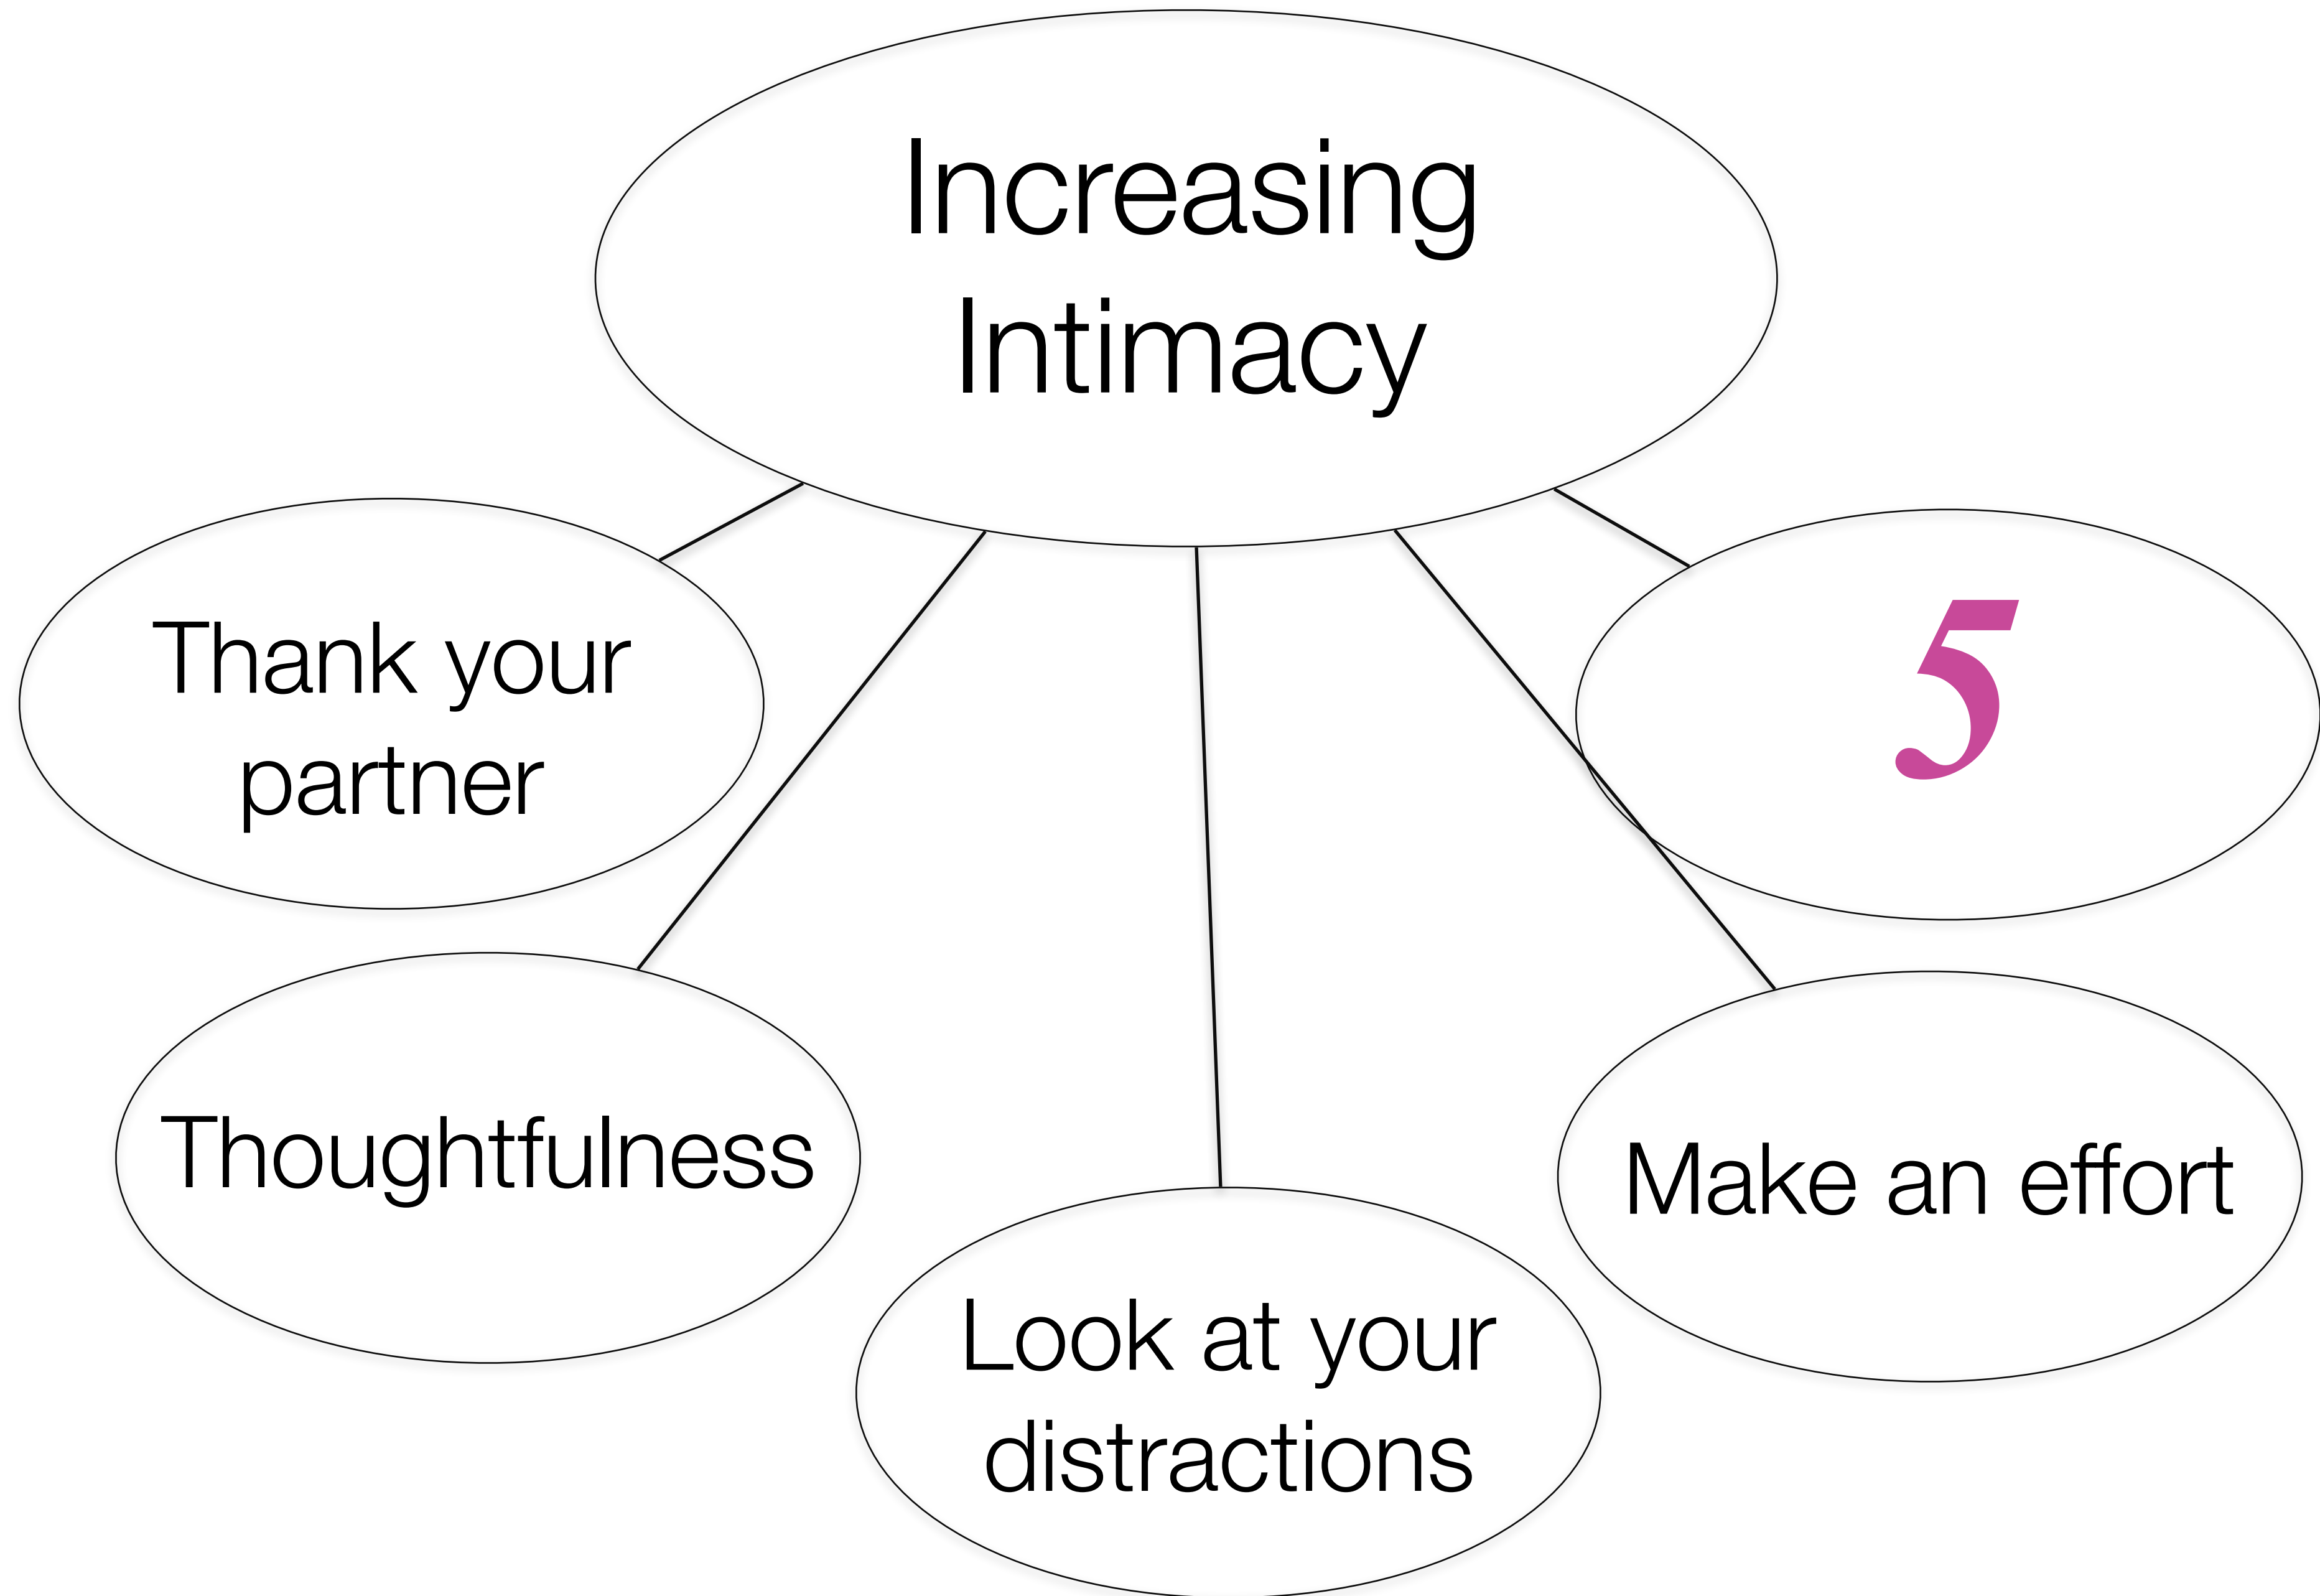 Increasing
Intimacy
Thank your
partner
5
Thoughtfulness
Make an effort
Look at your
distractions